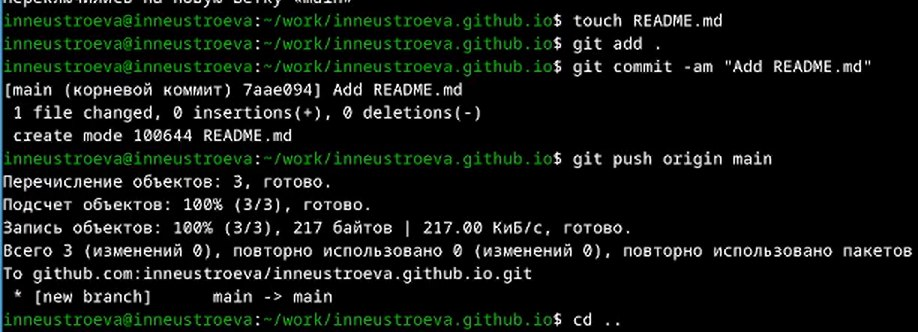 Переключились на новую ветку «main»
inneustroeva@inneustroeva:~/work/inneustroeva.github.io$ touch README.md
inneustroeva@inneustroeva:~/work/inneustroeva.github.io$ git add .
inneustroeva@inneustroeva:~/work/inneustroeva.github.io$ git commit -am "Add README.md"
[main (корневой коммит) 7aae094] Add README.md
 1 file changed, 0 insertions(+), 0 deletions(-)
 create mode 100644 README.md
inneustroeva@inneustroeva:~/work/inneustroeva.github.io$ git push origin main
Перечисление объектов: 3, готово.
Подсчет объектов: 100% (3/3), готово.
Запись объектов: 100% (3/3), 217 байтов | 217.00 КиБ/с, готово.
Всего 3 (изменений 0), повторно использовано 0 (изменений 0), повторно использовано пакетов
To github.com:inneustroeva/inneustroeva.github.io.git
 * [new branch]      main -> main
inneustroeva@inneustroeva:~/work/inneustroeva.github.io$ cd ..